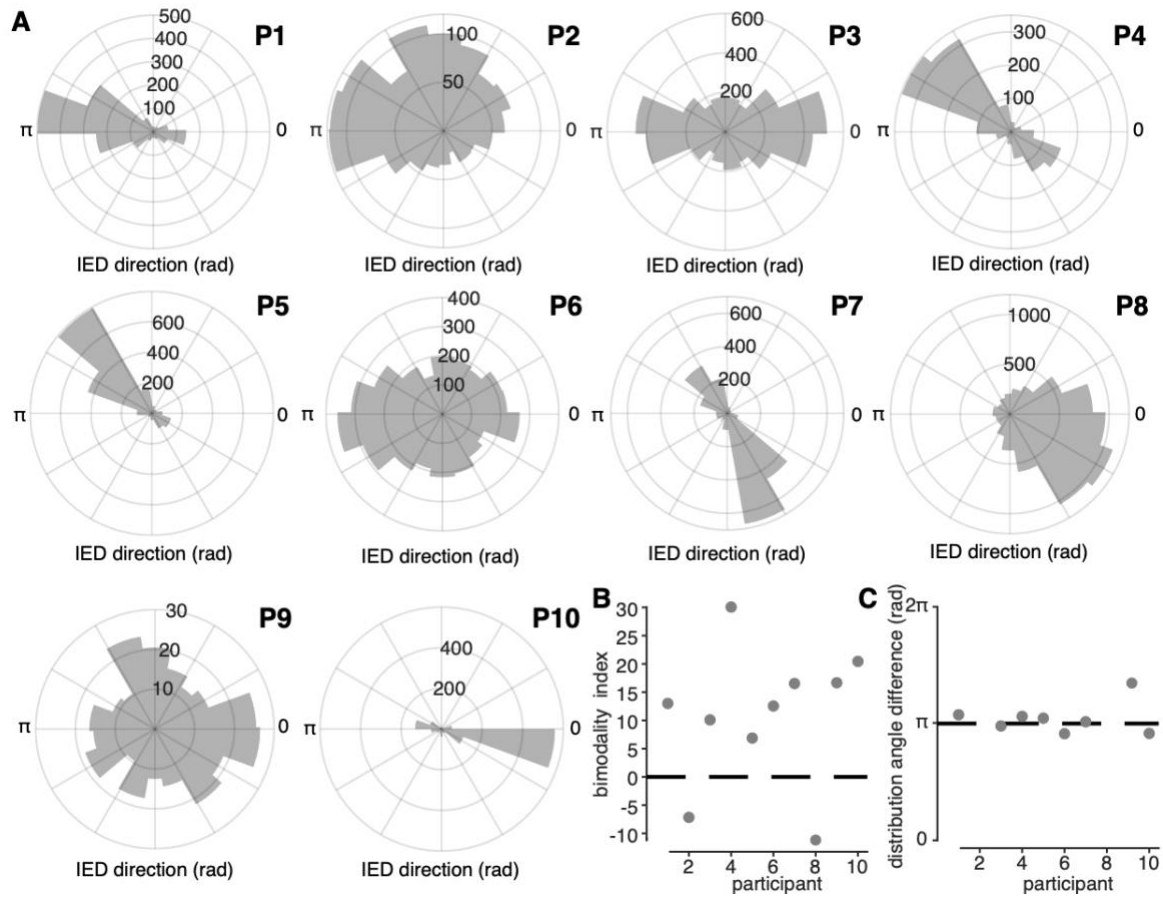 A
500
400
300
200
100
P1
π
0
IED direction (rad)
100
50
P2
π
0
IED direction (rad)
600
400
200
P3
π
0
IED direction (rad)
300
200
100
P4
π
0
IED direction (rad)
600
400
200
P5
π
0
IED direction (rad)
400
300
200
100
P6
π
0
IED direction (rad)
600
400
200
P7
π
0
IED direction (rad)
1000
500
P8
π
0
IED direction (rad)
30
20
10
P9
π
0
IED direction (rad)
400
200
P10
π
0
IED direction (rad)
B
bimodality index
30
25
20
15
10
5
0
-5
-10
2 4 6 8 10
participant
C
distribution angle difference (rad)
2π
π
0
2 4 6 8 10
participant